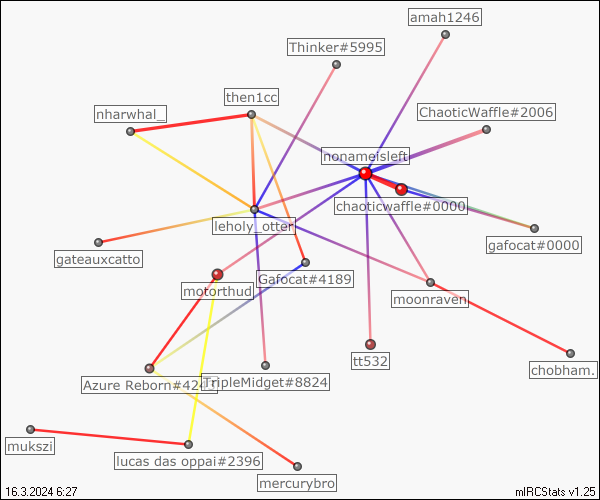 amah1246
Thinker#5995
then1cc
nharwhal_
ChaoticWaffle#2006
nonameisleft
chaoticwaffle#0000
leholy_otter
gafocat#0000
gateauxcatto
Gafocat#4189
motorthud
moonraven
tt532
chobham.
Azure Reborn#424
TripleMidget#8824
mukszi
lucas das oppai#2396
mercurybro
16.3.2024 6:27
mIRCStats v1.25